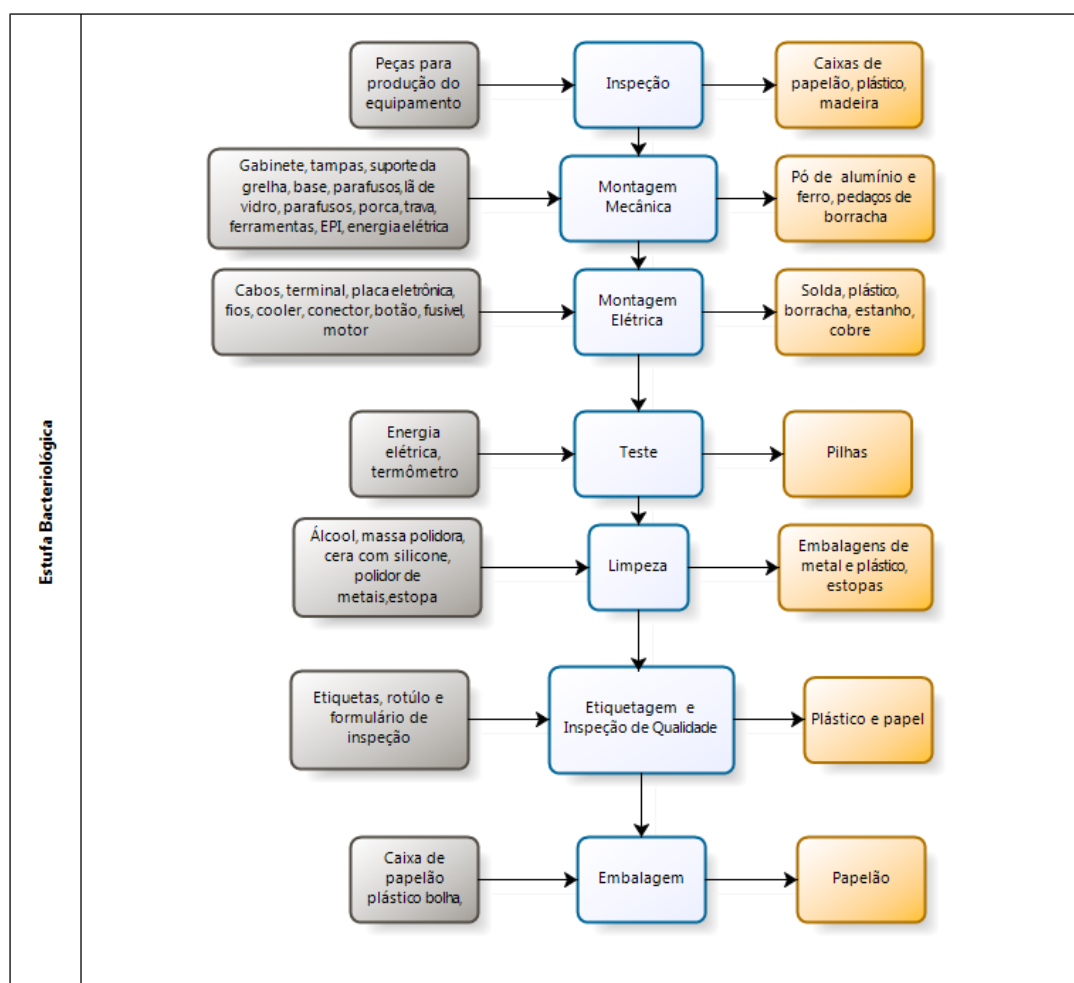 Estufa Bacteriológica
Peças para
produção do
equipamento
Inspeção
Caixas de
papelão, plástico,
madeira
Gabinete, tampas, suporte da
grelha, base, parafusos,lã de
vidro, parafusos, porca, trava,
ferramentas, EPI, energia elétrica
Montagem
Mecânica
Pó de alumínio e
ferro, pedaços de
borracha
Cabos, terminal, placa eletrônica,
fios, cooler, conector, botão, fusivel,
motor
Montagem
Elétrica
Solda, plástico,
borracha, estanho,
cobre
Energia
elétrica,
termômetro
Teste
Pilhas
Álcool, massa polidora,
cera com silicone,
polidor de
metais,estopa
Limpeza
Embalagens de
metal e plástico,
estopas
Etiquetas, rotúlo e
formulário de
inspeção
Etiquetagem e
Inspeção de Qualidade
Plástico e papel
Caixa de
papelão
plástico bolha,
Embalagem
Papelão